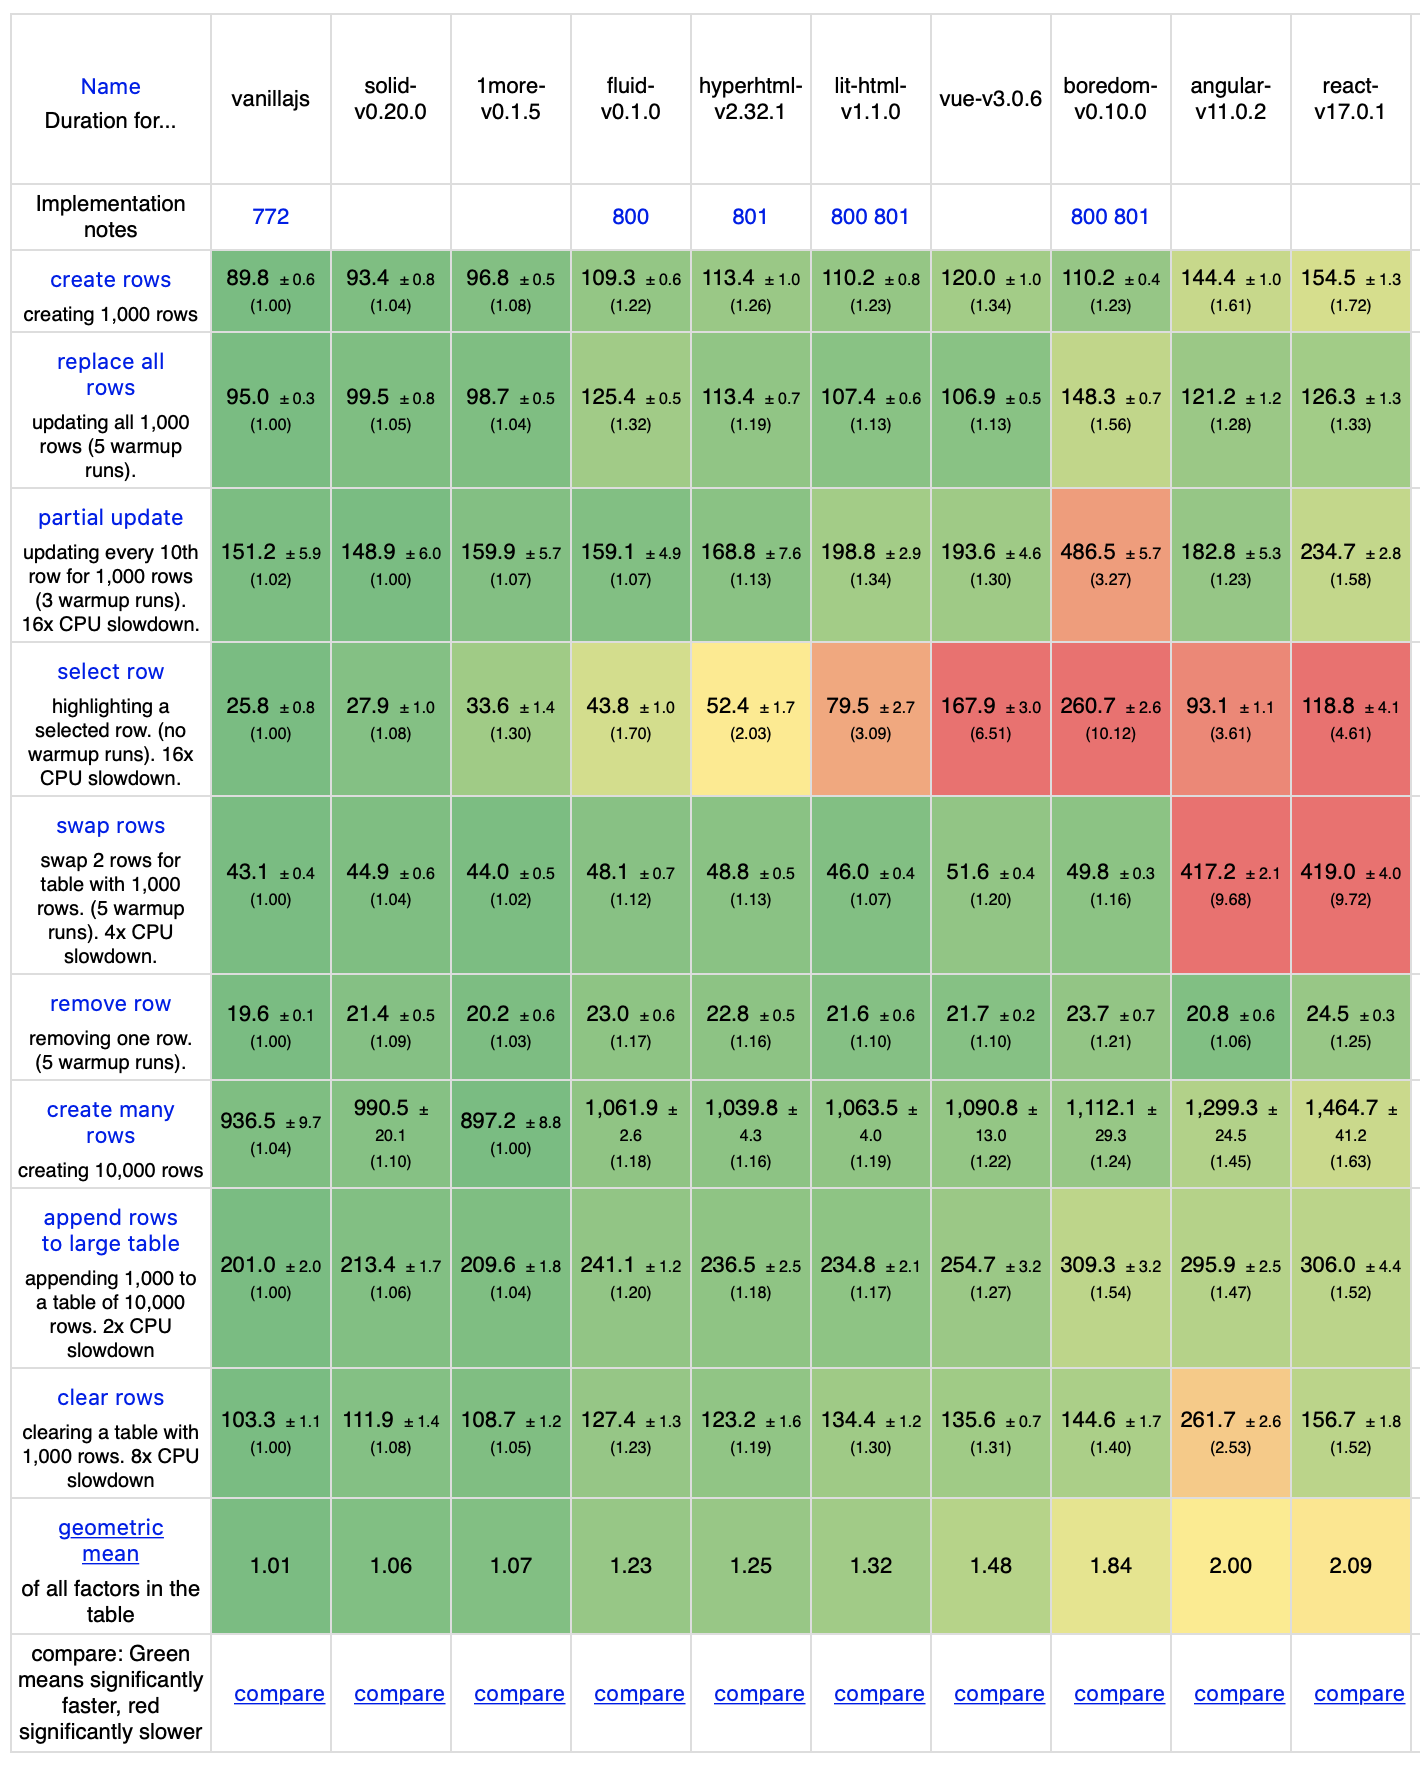 Name
Duration for...
vanillajs
solid-
v0.20.0
1more-
v0.1.5
fluid-
v0.1.0
hyperhtml-
v2.32.1
lit-html-
v1.1.0
vue-v3.0.6
boredom-
v0.10.0
angular-
v11.0.2
react-
v17.0.1
Implementation
notes
772
800
801
800 801
800 801
create rows
creating 1,000 rows
89.8 ± 0.6
(1.00)
93.4 ± 0.8
(1.04)
96.8 ± 0.5
(1.08)
109.3 ± 0.6
(1.22)
113.4 ± 1.0
(1.26)
110.2 ± 0.8
(1.23)
120.0 ± 1.0
(1.34)
110.2 ± 0.4
(1.23)
144.4 ± 1.0
(1.61)
154.5 ± 1.3
(1.72)
replace all
rows
updating all 1,000
rows (5 warmup
runs).
95.0 ± 0.3
(1.00)
99.5 ± 0.8
(1.05)
98.7 ± 0.5
(1.04)
125.4 ± 0.5
(1.32)
113.4 ± 0.7
(1.19)
107.4 ± 0.6
(1.13)
106.9 ± 0.5
(1.13)
148.3 ± 0.7
(1.56)
121.2 ± 1.2
(1.28)
126.3 ± 1.3
(1.33)
partial update
updating every 10th
row for 1,000 rows
(3 warmup runs).
16x CPU slowdown.
151.2 ± 5.9
(1.02)
148.9 ± 6.0
(1.00)
159.9 ± 5.7
(1.07)
159.1 ± 4.9
(1.07)
168.8 ± 7.6
(1.13)
198.8 ± 2.9
(1.34)
193.6 ± 4.6
(1.30)
486.5 ± 5.7
(3.27)
182.8 ± 5.3
(1.23)
234.7 ± 2.8
(1.58)
select row
highlighting a
selected row. (no
warmup runs). 16x
CPU slowdown.
25.8 ± 0.8
(1.00)
27.9 ± 1.0
(1.08)
33.6 ± 1.4
(1.30)
43.8 ± 1.0
(1.70)
52.4 ± 1.7
(2.03)
79.5 ± 2.7
(3.09)
167.9 ± 3.0
(6.51)
260.7 ± 2.6
(10.12)
93.1 ± 1.1
(3.61)
118.8 ± 4.1
(4.61)
swap rows
swap 2 rows for
table with 1,000
rows. (5 warmup
runs). 4x CPU
slowdown.
43.1 ± 0.4
(1.00)
44.9 ± 0.6
(1.04)
44.0 ± 0.5
(1.02)
48.1 ± 0.7
(1.12)
48.8 ± 0.5
(1.13)
46.0 ± 0.4
(1.07)
51.6 ± 0.4
(1.20)
49.8 ± 0.3
(1.16)
417.2 ± 2.1
(9.68)
419.0 ± 4.0
(9.72)
remove row
removing one row.
(5 warmup runs).
19.6 ± 0.1
(1.00)
21.4 ± 0.5
(1.09)
20.2 ± 0.6
(1.03)
23.0 ± 0.6
(1.17)
22.8 ± 0.5
(1.16)
21.6 ± 0.6
(1.10)
21.7 ± 0.2
(1.10)
23.7 ± 0.7
(1.21)
20.8 ± 0.6
(1.06)
24.5 ± 0.3
(1.25)
create many
rows
creating 10,000 rows
936.5 ± 9.7
(1.04)
990.5 ±
20.1
(1.10)
897.2 ± 8.8
(1.00)
1,061.9 ±
2.6
(1.18)
1,039.8 ±
4.3
(1.16)
1,063.5 ±
4.0
(1.19)
1,090.8 ±
13.0
(1.22)
1,112.1 ±
29.3
(1.24)
1,299.3 ±
24.5
(1.45)
1,464.7 ±
41.2
(1.63)
append rows
to large table
appending 1,000 to
a table of 10,000
rows. 2x CPU
slowdown
201.0 ± 2.0
(1.00)
213.4 ± 1.7
(1.06)
209.6 ± 1.8
(1.04)
241.1 ± 1.2
(1.20)
236.5 ± 2.5
(1.18)
234.8 ± 2.1
(1.17)
254.7 ± 3.2
(1.27)
309.3 ± 3.2
(1.54)
295.9 ± 2.5
(1.47)
306.0 ± 4.4
(1.52)
clear rows
clearing a table with
1,000 rows. 8x CPU
slowdown
103.3 ± 1.1
(1.00)
111.9 ± 1.4
(1.08)
108.7 ± 1.2
(1.05)
127.4 ± 1.3
(1.23)
123.2 ± 1.6
(1.19)
134.4 ± 1.2
(1.30)
135.6 ± 0.7
(1.31)
144.6 ± 1.7
(1.40)
261.7 ± 2.6
(2.53)
156.7 ± 1.8
(1.52)
geometric
mean
of all factors in the
table
1.01
1.06
1.07
1.23
1.25
1.32
1.48
1.84
2.00
2.09
compare: Green
means significantly
faster, red
significantly slower
compare
compare
compare
compare
compare
compare
compare
compare
compare
compare